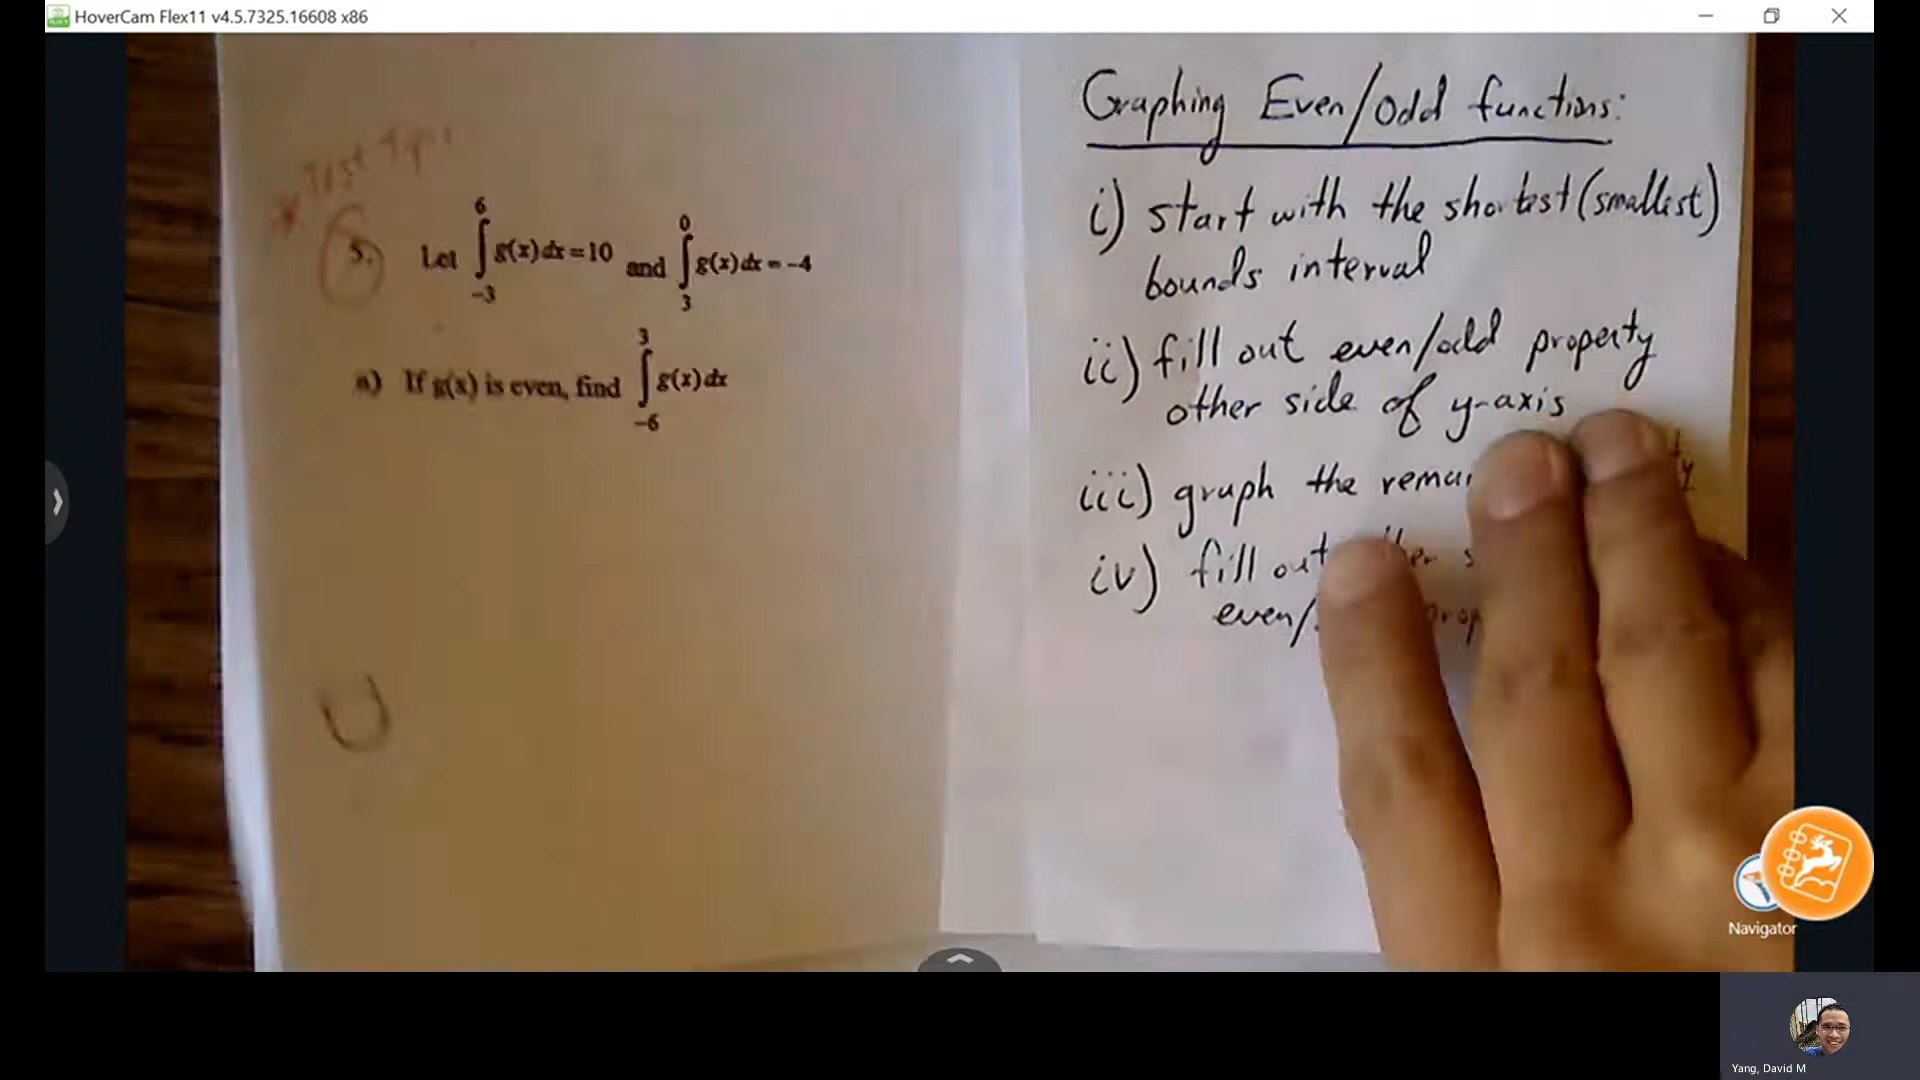 HoverCam Flex11 v4.5.7325.16608 x86
Graphing Even/Odd functions:
* Test
5. Let ∫_{-3}^{6} g(x)dx=10 and ∫_{3}^{0} g(x)dx=-4
a) If g(x) is even, find ∫_{-6}^{3} g(x)dx
i) start with the shortest (smallest)
bounds interval
ii) fill out even/odd property
other side of y-axis
iii) graph the
iv) fill out
even/
U
Navigator
Yang, David M